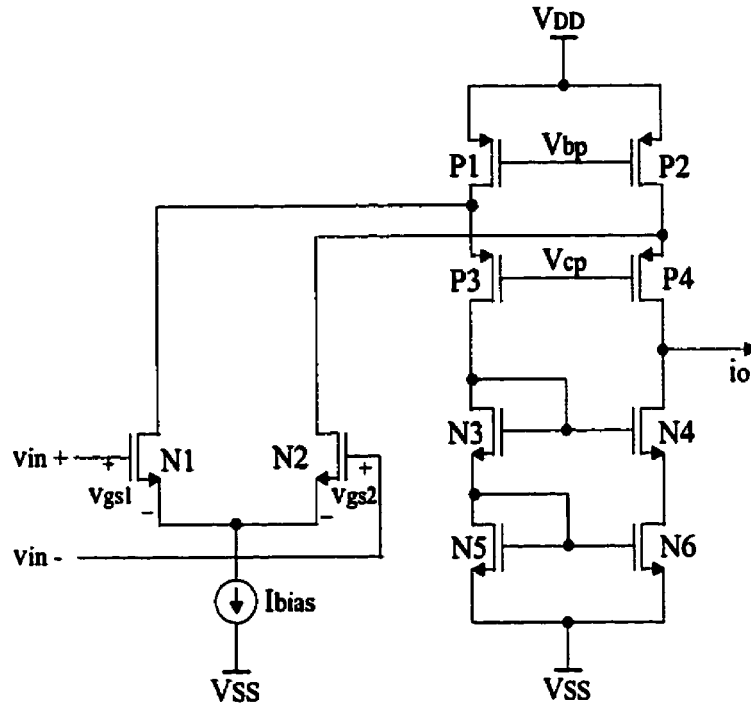 VDD
P1 Vbp P2
P3 Vcp P4
io
N3 N4
vin + + N1 N2 +
vgs1 vgs2
- -
vin -
N5 N6
Ibias
VSS VSS